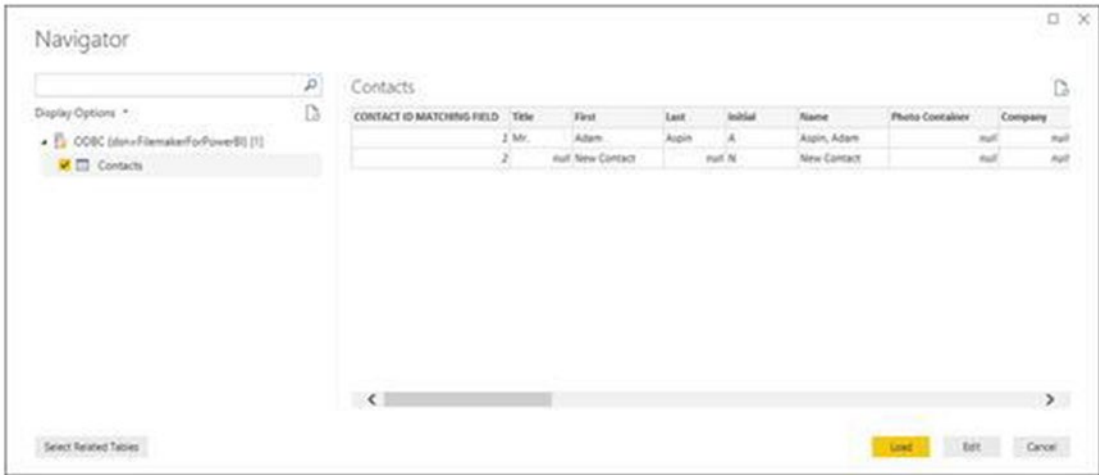 Navigator
Display Options
ODBC (dsn=FilemakerForPowerBI) [1]
Contacts
Contacts
CONTACT ID MATCHING FIELD Title First Last Initial Name Photo Container Company
1 Mr. Adam Aspin A Aspin, Adam null null
2 null New Contact null N New Contact null null
Select Related Tables
Load Edit Cancel